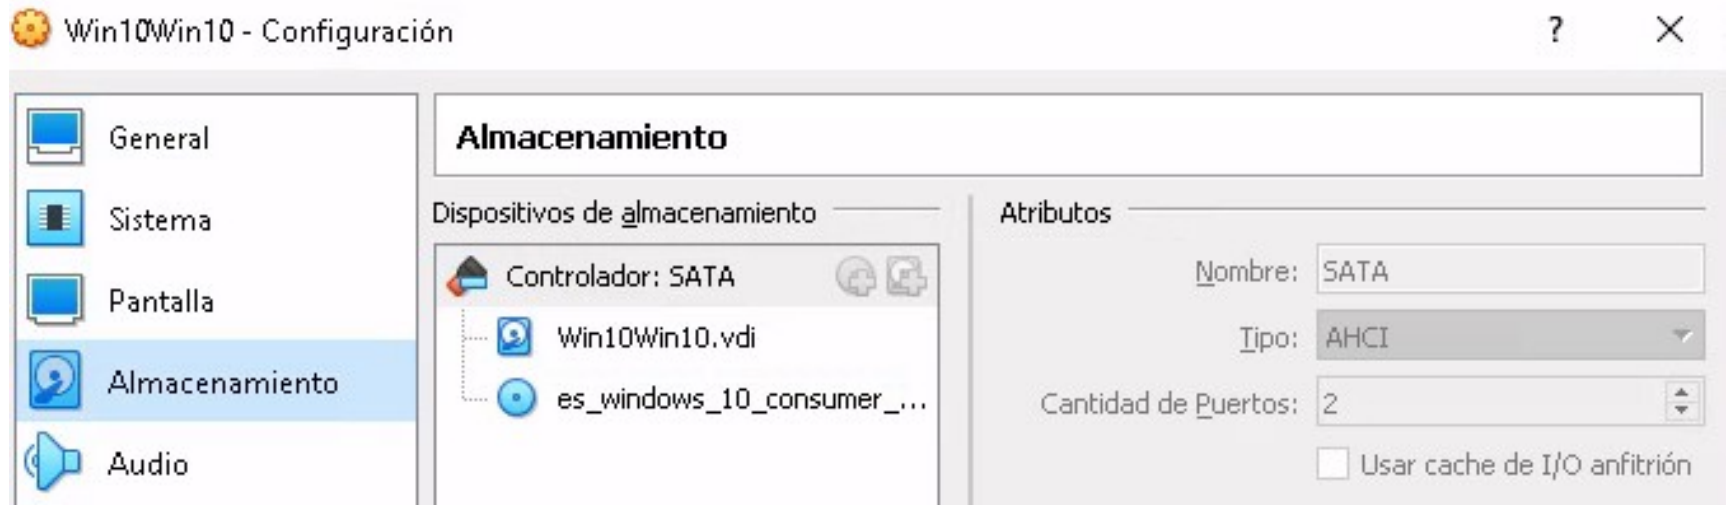 Win10Win10 - Configuración
?
General
Sistema
Pantalla
Almacenamiento
Audio
Almacenamiento
Dispositivos de almacenamiento
Controlador: SATA
Win10Win10.vdi
es_windows_10_consumer_...
Atributos
Nombre: SATA
Tipo: AHCI
Cantidad de Puertos: 2
Usar cache de I/O anfitrión